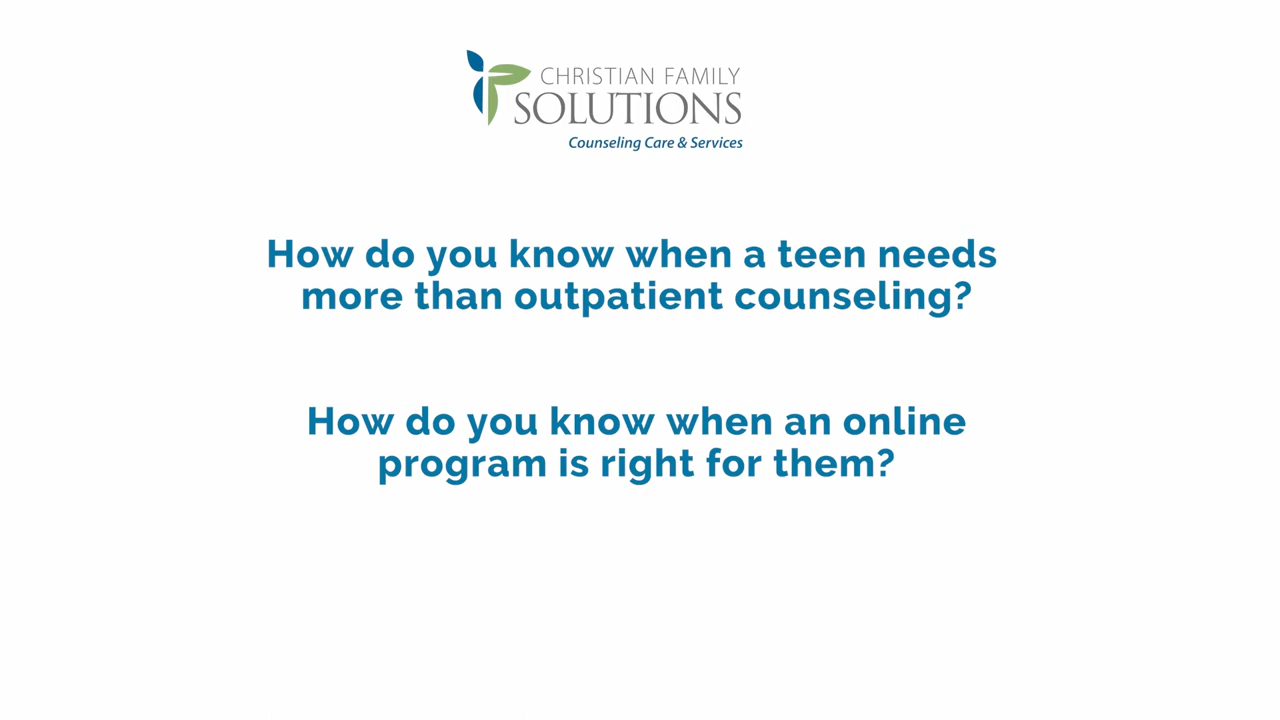 CHRISTIAN FAMILY
SOLUTIONS
Counseling Care & Services
How do you know when a teen needs
more than outpatient counseling?
How do you know when an online
program is right for them?